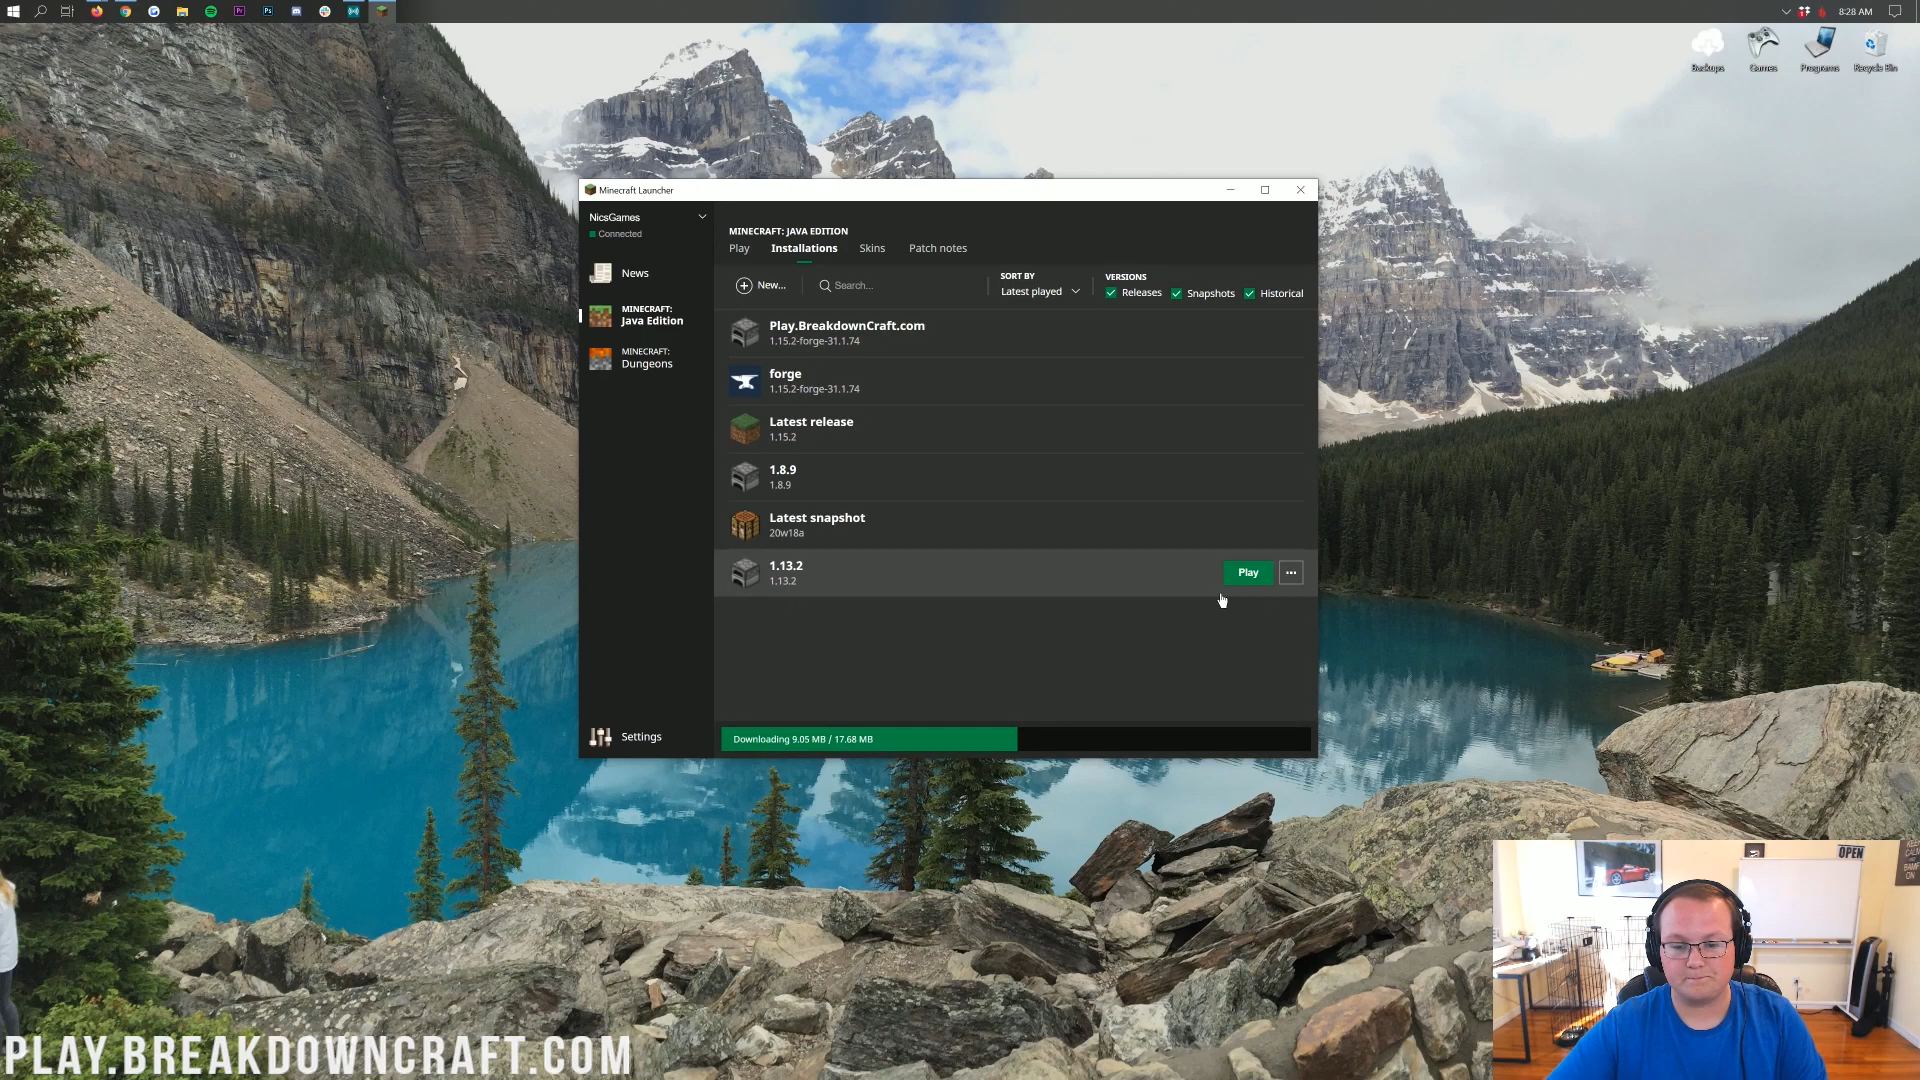 8:28 AM
Backups
Games
Programs
Recycle Bin
Minecraft Launcher
NicsGames
Connected
News
MINECRAFT:
Java Edition
MINECRAFT:
Dungeons
Settings
MINECRAFT: JAVA EDITION
Play
Installations
Skins
Patch notes
New...
Search...
SORT BY
Latest played
VERSIONS
Releases
Snapshots
Historical
Play.BreakdownCraft.com
1.15.2-forge-31.1.74
forge
1.15.2-forge-31.1.74
Latest release
1.15.2
1.8.9
1.8.9
Latest snapshot
20w18a
1.13.2
1.13.2
Play
Downloading 9.05 MB / 17.68 MB
OPEN
KEEP
PLAY.BREAKDOWNCRAFT.COM